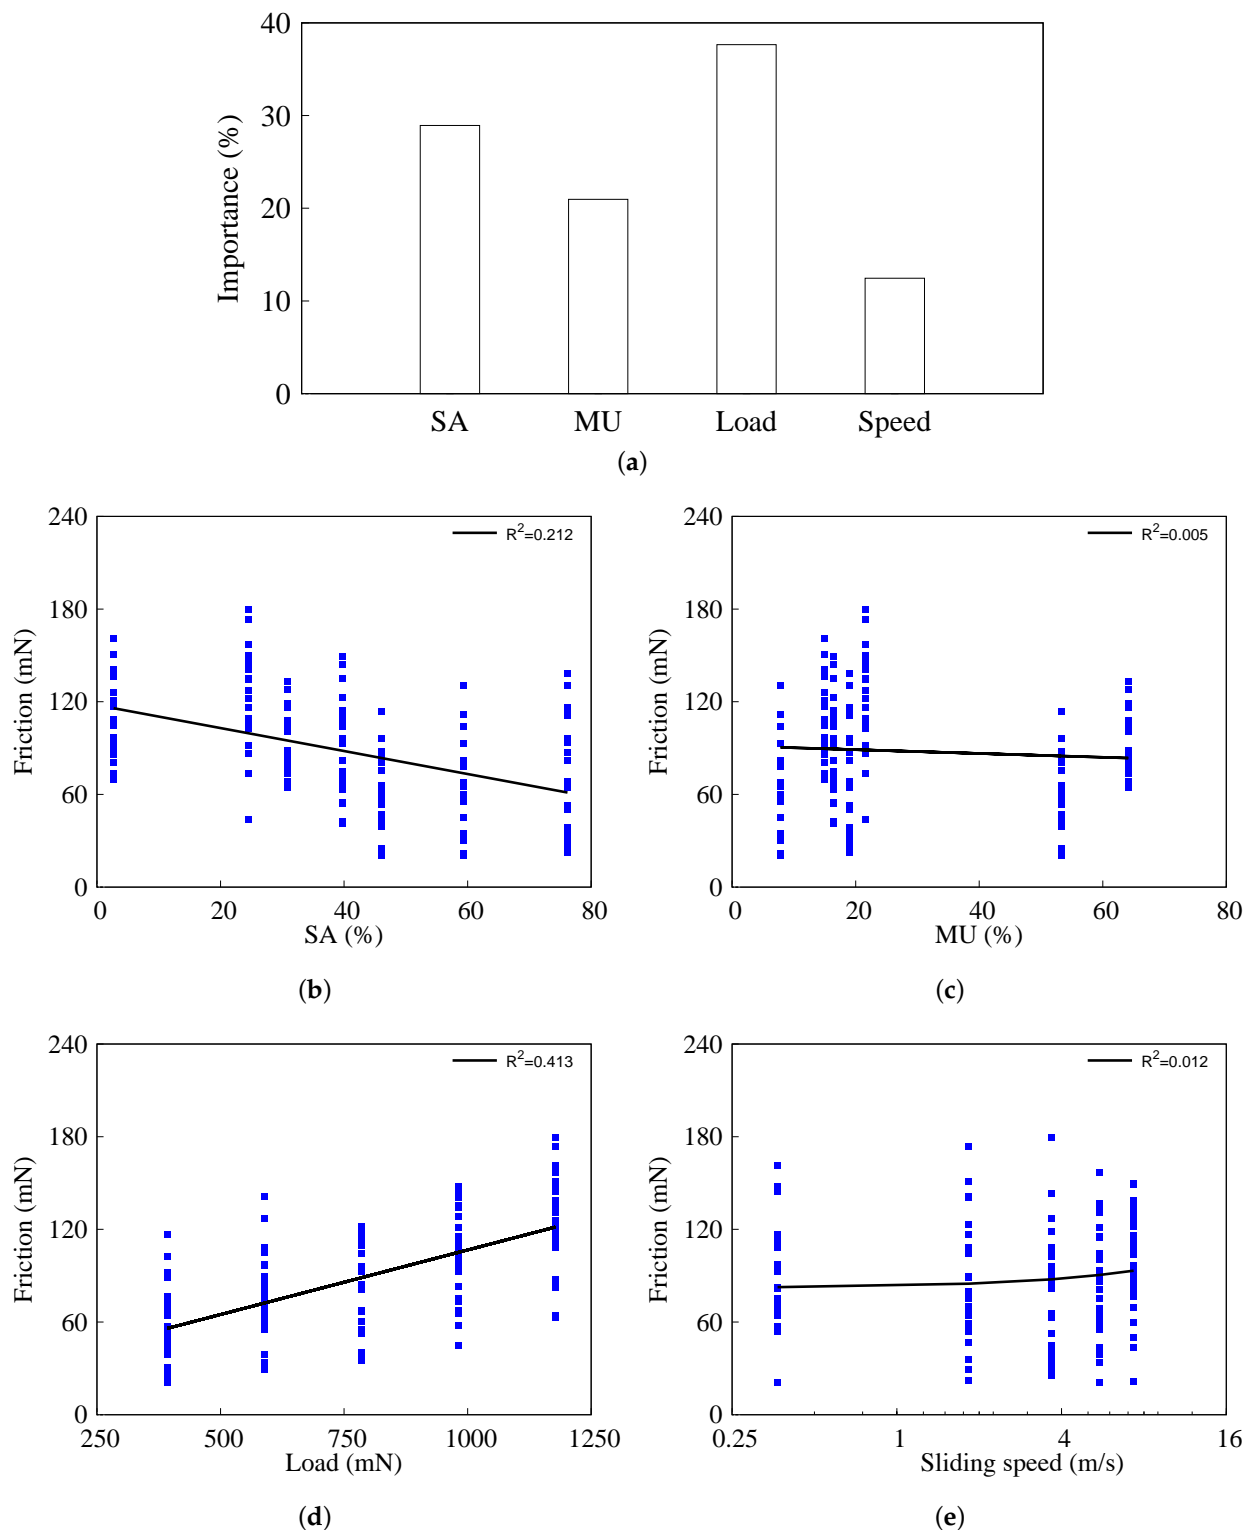 40
30
20
10
0
Importance (%)
SA MU Load Speed
(a)
240
180
120
60
0
Friction (mN)
R²=0.212
0 20 40 60 80
SA (%)
(b)
240
180
120
60
0
Friction (mN)
R²=0.005
0 20 40 60 80
MU (%)
(c)
240
180
120
60
0
Friction (mN)
R²=0.413
250 500 750 1000 1250
Load (mN)
(d)
240
180
120
60
0
Friction (mN)
R²=0.012
0.25 1 4 16
Sliding speed (m/s)
(e)